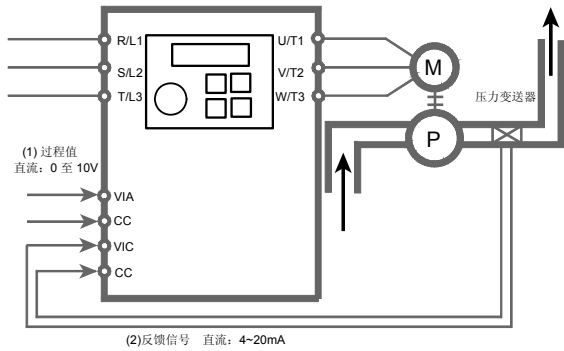 R/L1
U/T1
S/L2
V/T2
T/L3
W/T3
M
压力变送器
P
(1) 过程值
直流：0 至 10V
VIA
CC
VIC
CC
(2)反馈信号 直流：4~20mA